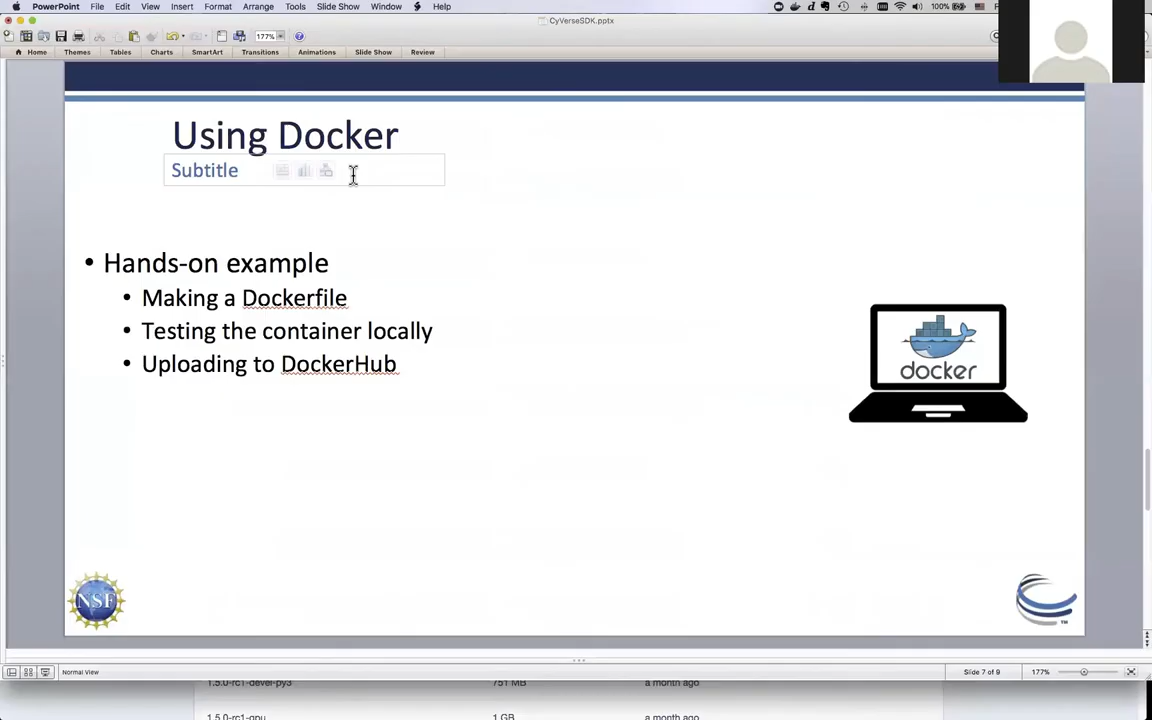 PowerPoint File Edit View Insert Format Arrange Tools Slide Show Window Help
100%
CyVerseSDK.pptx
177%
Home Themes Tables Charts SmartArt Transitions Animations Slide Show Review
Using Docker
Subtitle
• Hands-on example
• Making a Dockerfile
• Testing the container locally
• Uploading to DockerHub
docker
NSF
TM
Normal View
Slide 7 of 9
177%
1.5.0-rc1-devel-py3 751 MB a month ago
1.5.0-rc1-gpu 1 GB a month ago